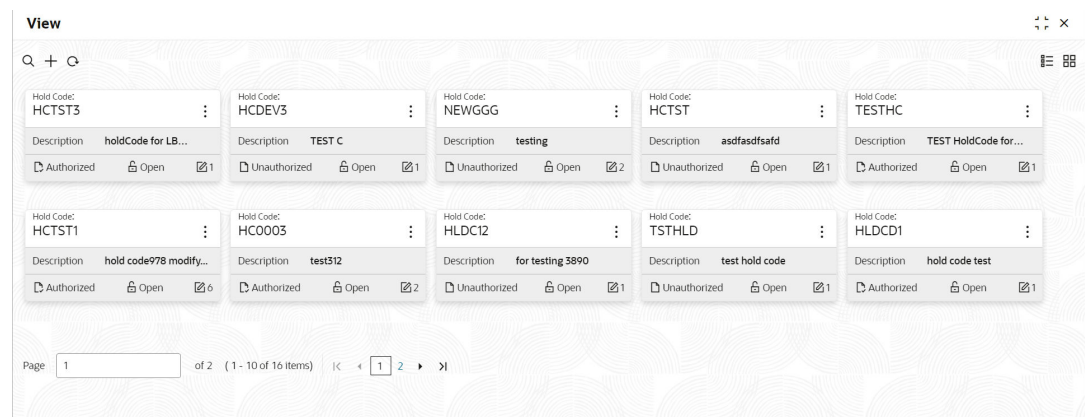 View
Hold Code:
HCTST3
Description holdCode for LB...
Authorized Open 1
Hold Code:
HCDEV3
Description TEST C
Unauthorized Open 1
Hold Code:
NEWGGG
Description testing
Unauthorized Open 2
Hold Code:
HCTST
Description asdfasdfsafd
Unauthorized Open 1
Hold Code:
TESTHC
Description TEST HoldCode for...
Authorized Open 1
Hold Code:
HCTST1
Description hold code978 modify...
Authorized Open 6
Hold Code:
HC0003
Description test312
Authorized Open 2
Hold Code:
HLDC12
Description for testing 3890
Unauthorized Open 1
Hold Code:
TSTHLD
Description test hold code
Unauthorized Open 1
Hold Code:
HLDCD1
Description hold code test
Authorized Open 1
Page 1 of 2 (1 - 10 of 16 items) 1 2